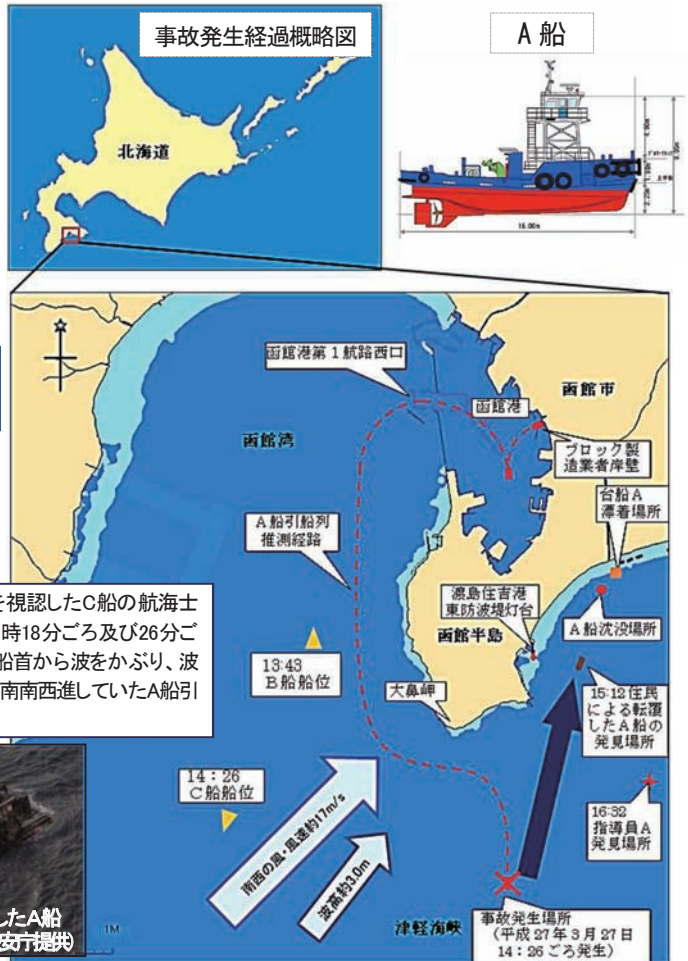 事故発生経過概略図
A 船
北海道
15.00m
函館港第1航路西口
函館港
函館市
函館湾
ブロック製
造業者岸壁
台船A
漂着場所
A船引船列
推測経路
渡島住吉港
東防波堤灯台
A船沈没場所
函館半島
を視認したC船の航海士
時18分ごろ及び26分ご
船首から波をかぶり、波
南南西進していたA船引
13:43
B船船位
大鼻岬
15:12住民
による転覆
したA船の
発見場所
14:26
C船船位
16:32
指導員A
発見場所
南西の風・風速約17m/s
波高約3.0m
したA船
安庁提供)
1M
津軽海峡
事故発生場所
(平成27年3月27日
14:26ごろ発生)